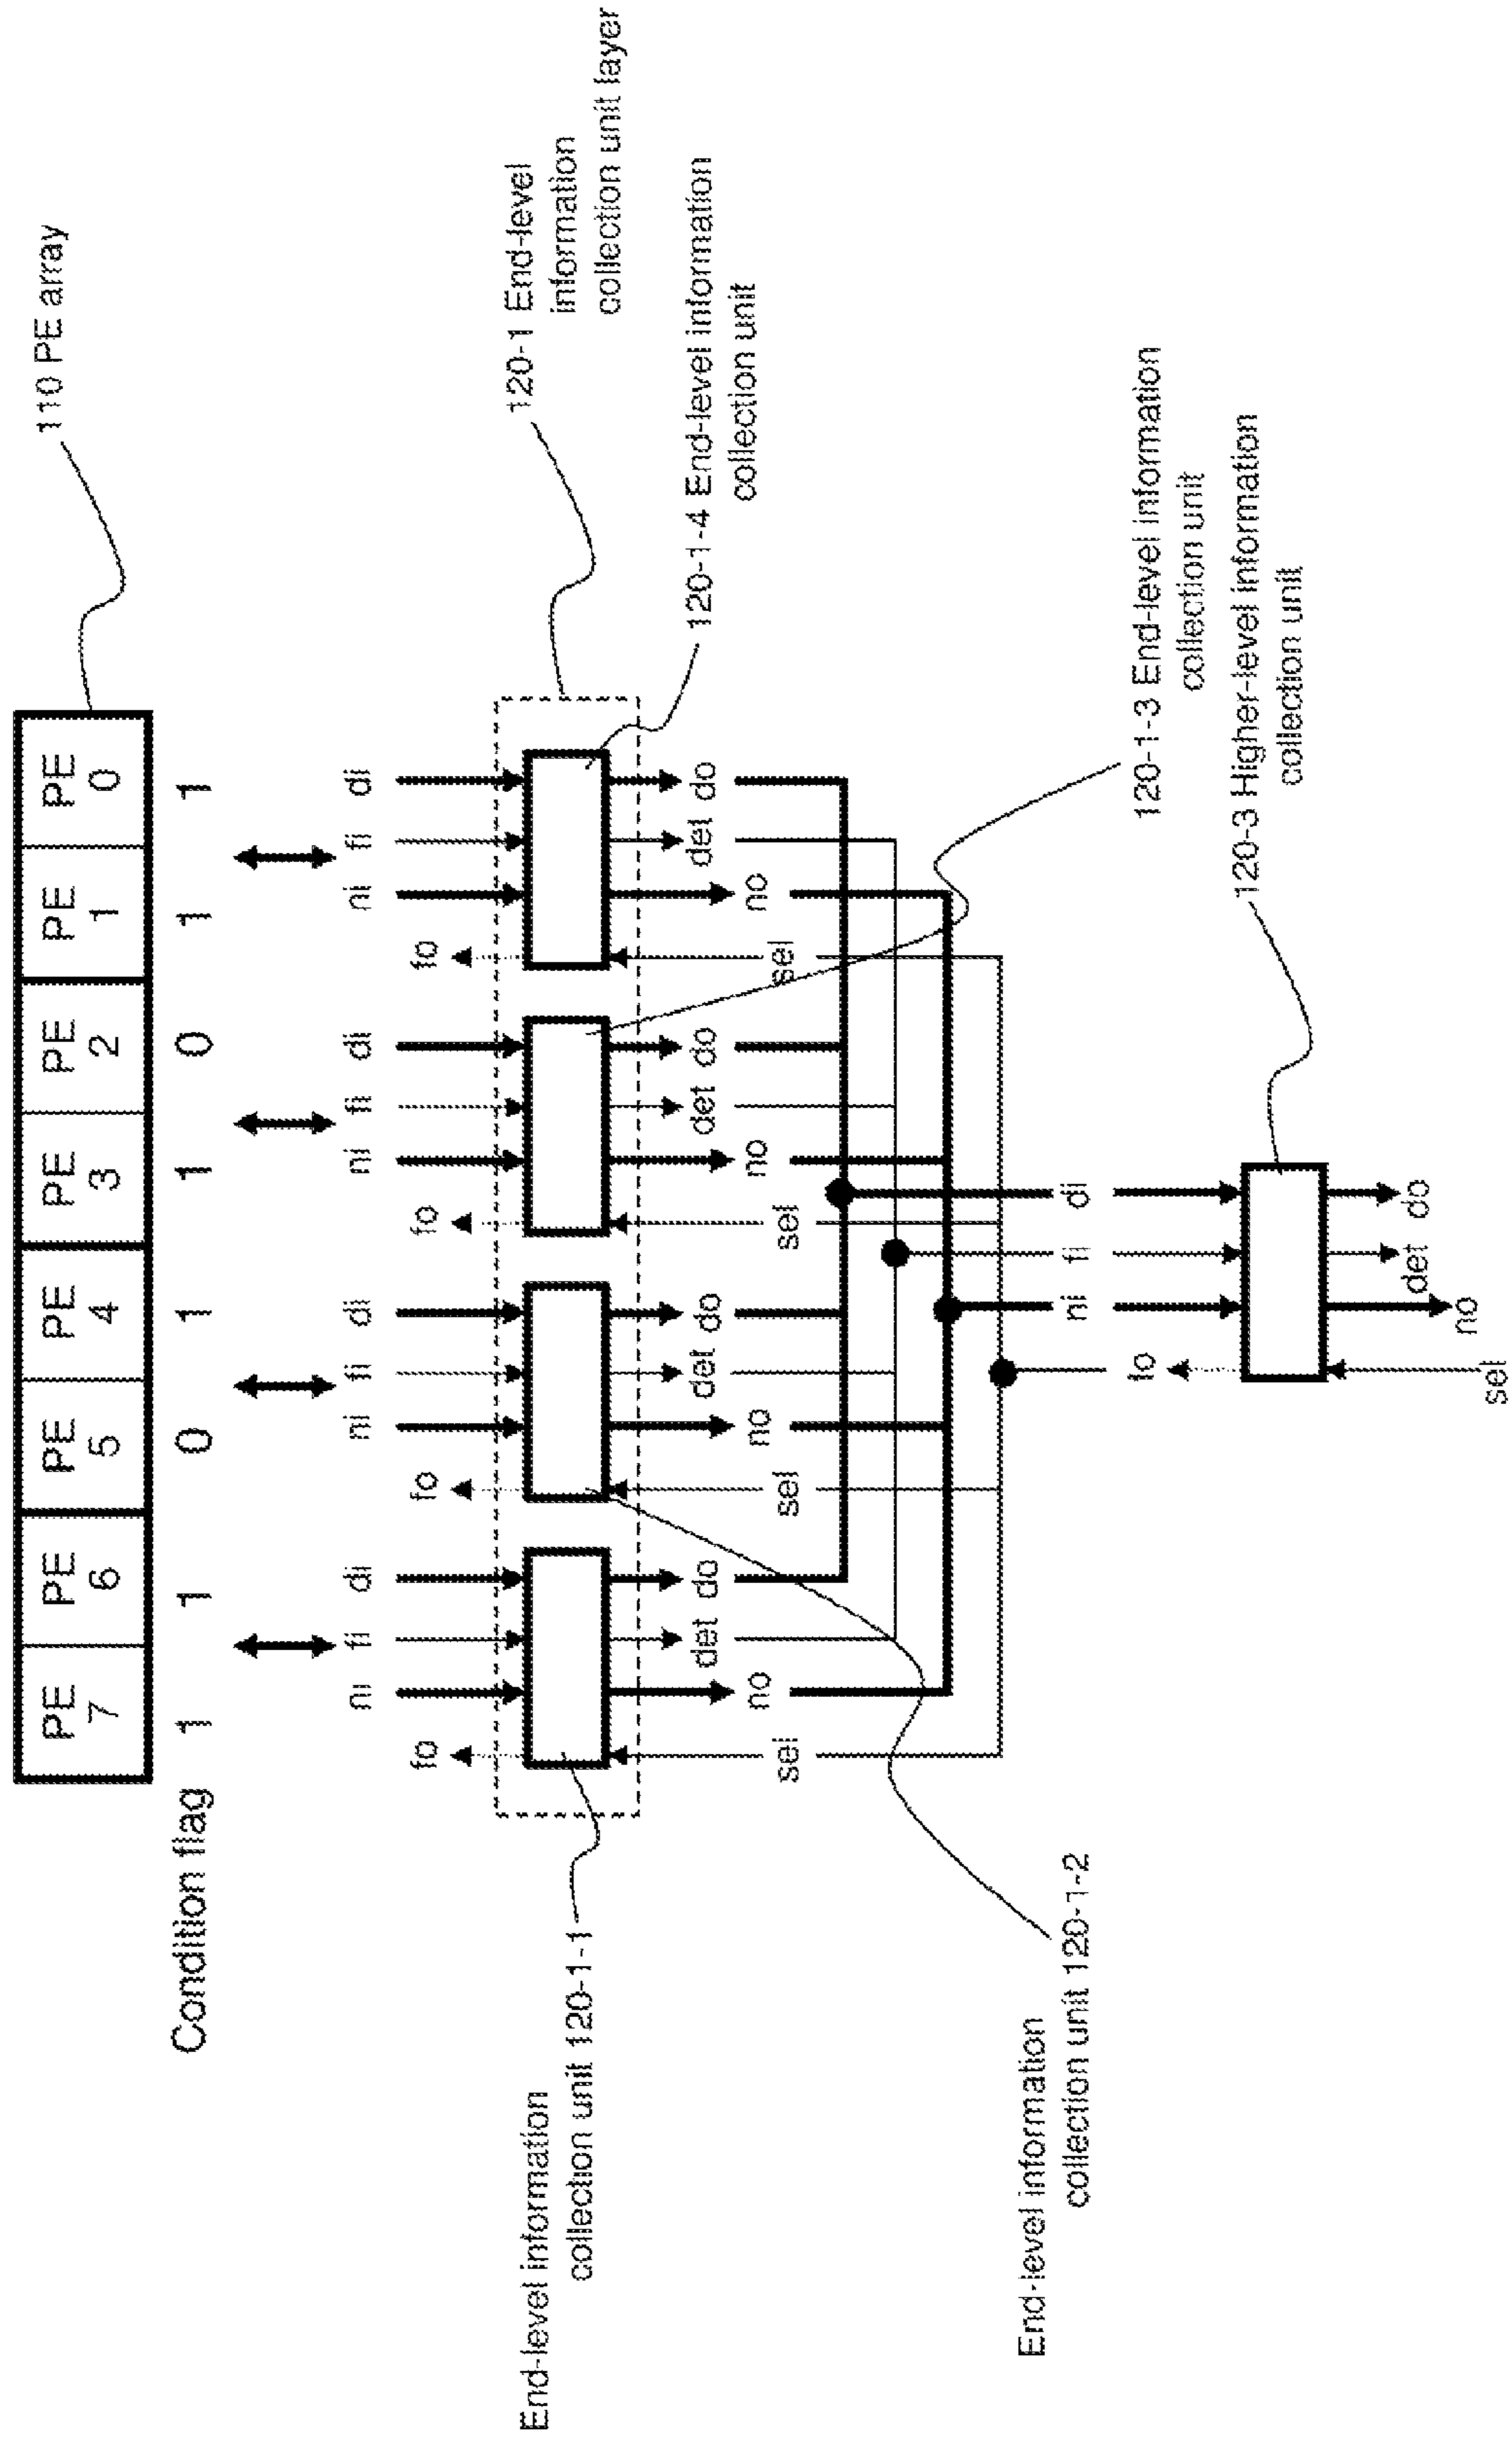 110 PE array
PE 7 PE 6 PE 5 PE 4 PE 3 PE 2 PE 1 PE 0
Condition flag 1 1 0 1 1 0 1 1
ni fi di ni fi di ni fi di ni fi di
fo fo fo fo
120-1 End-level
information
collection unit layer
End-level information
collection unit 120-1-1
120-1-4 End-level information
collection unit
det do det do det do det do
no no no no
sel sel sel sel
End-level information
collection unit 120-1-2
120-1-3 End-level information
collection unit
ni fi di
fo
120-3 Higher-level information
collection unit
det do
no
sel